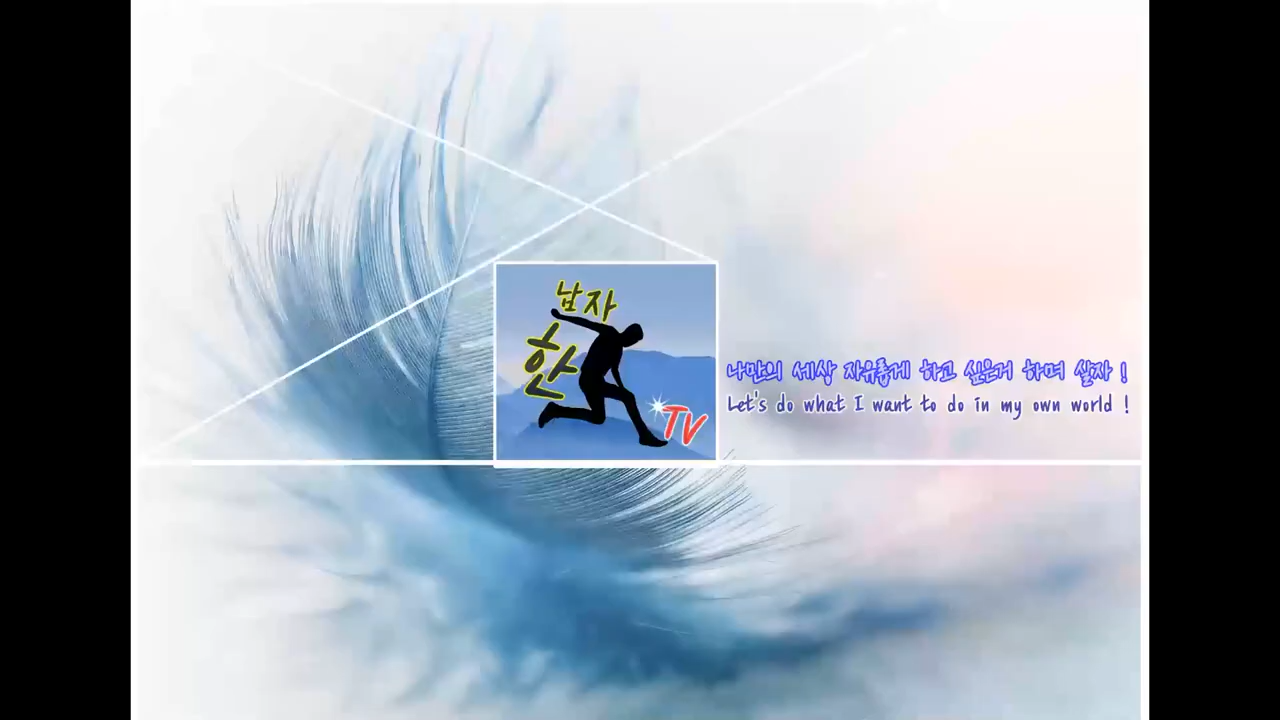 남자
한
TV
나만의 세상 자유롭게 하고 싶은거 하며 살자 !
Let's do what I want to do in my own world !